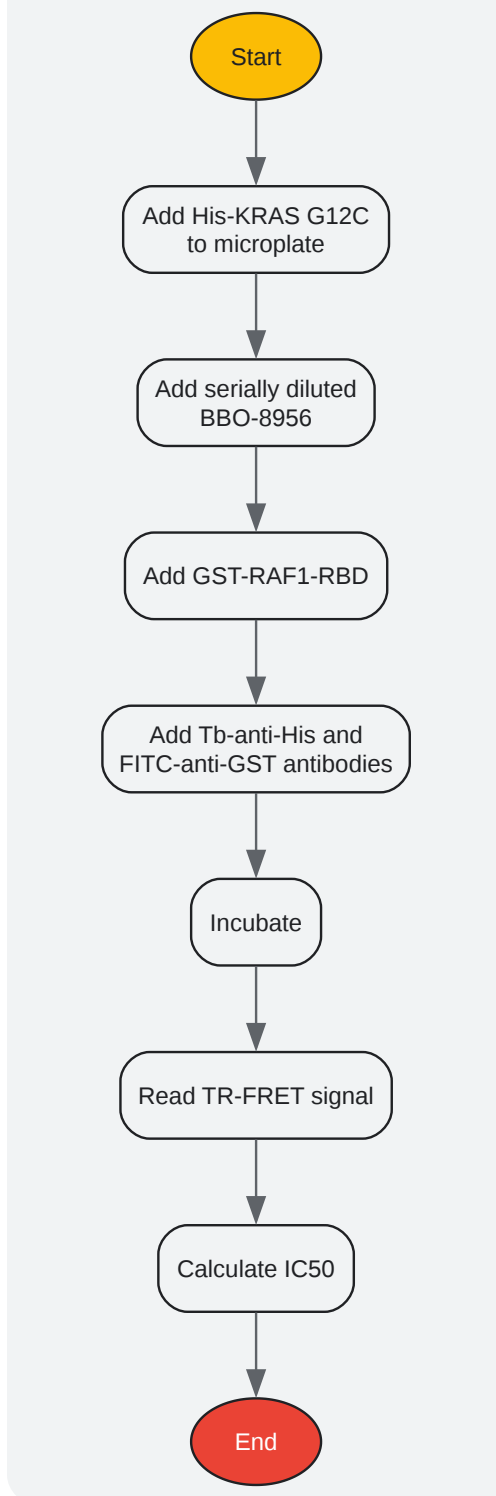 Start
Add His-KRAS G12C
to microplate
Add serially diluted
BBO-8956
Add GST-RAF1-RBD
Add Tb-anti-His and
FITC-anti-GST antibodies
Incubate
Read TR-FRET signal
Calculate IC50
End